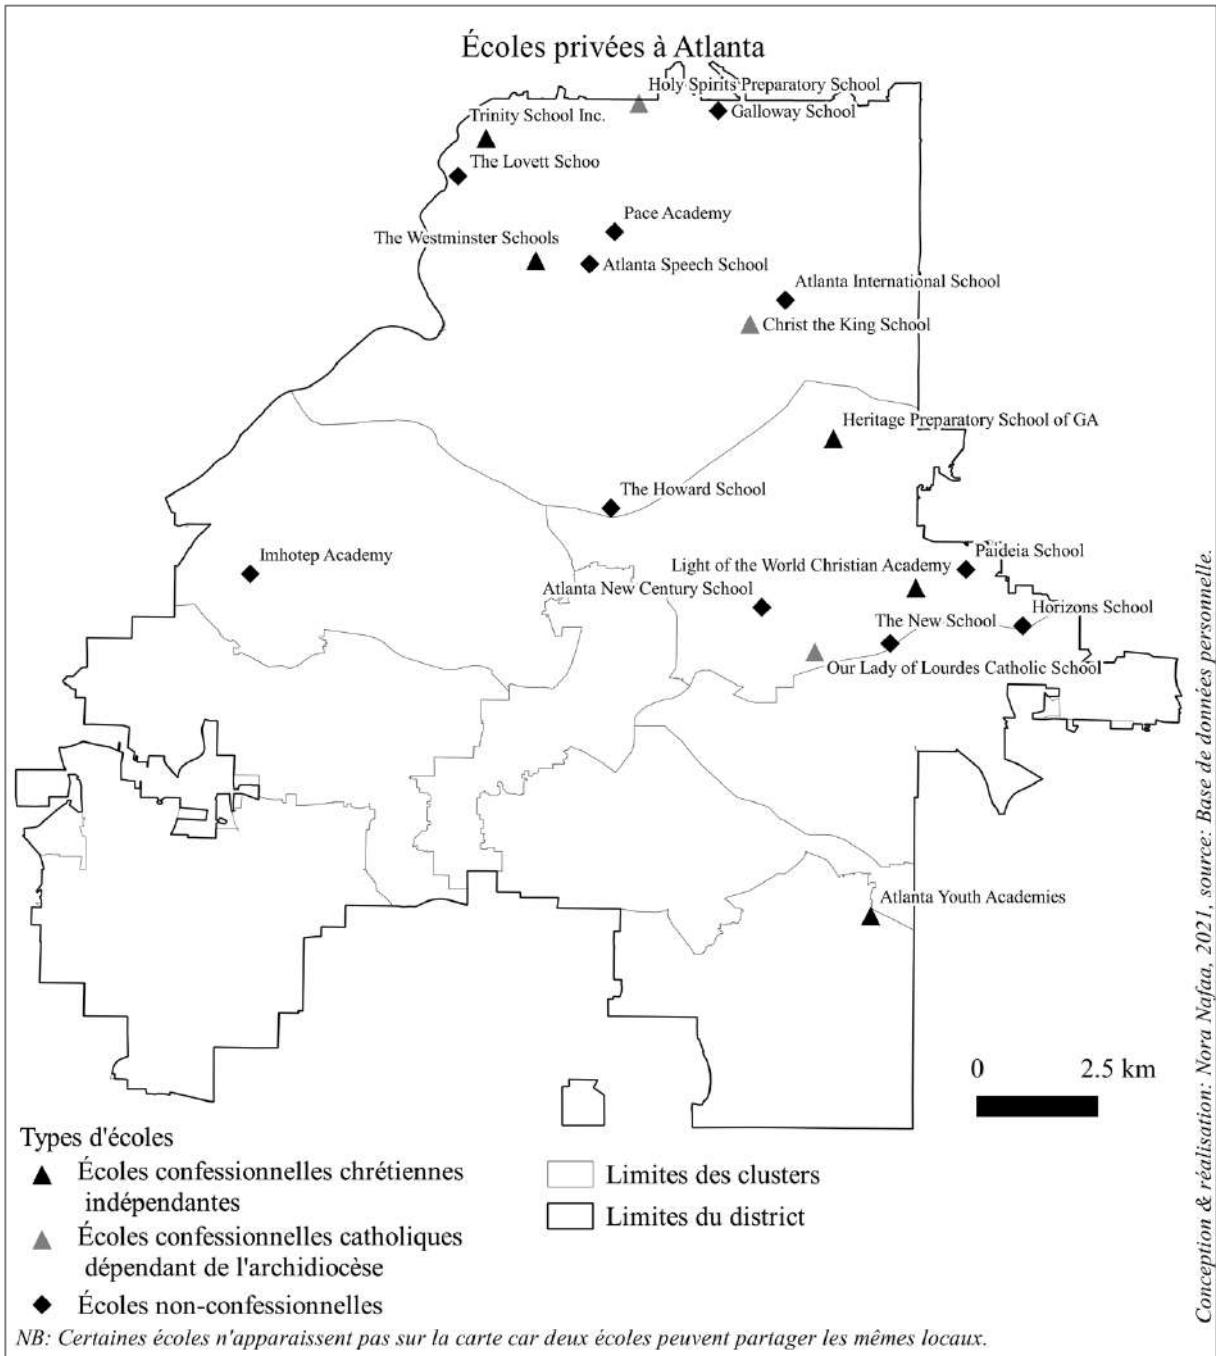 Écoles privées à Atlanta
Holy Spirits Preparatory School
Galloway School
Trinity School Inc.
The Lovett Schoo
Pace Academy
The Westminster Schools
Atlanta Speech School
Atlanta International School
Christ the King School
Heritage Preparatory School of GA
The Howard School
Imhotep Academy
Paideia School
Light of the World Christian Academy
Atlanta New Century School
Horizons School
The New School
Our Lady of Lourdes Catholic School
Atlanta Youth Academies
0 2.5 km
Types d'écoles
Écoles confessionnelles chrétiennes
indépendantes
Écoles confessionnelles catholiques
dépendant de l'archidiocèse
Écoles non-confessionnelles
Limites des clusters
Limites du district
NB: Certaines écoles n'apparaissent pas sur la carte car deux écoles peuvent partager les mêmes locaux.
Conception & réalisation: Nora Nafaa, 2021, source: Base de données personnelle.